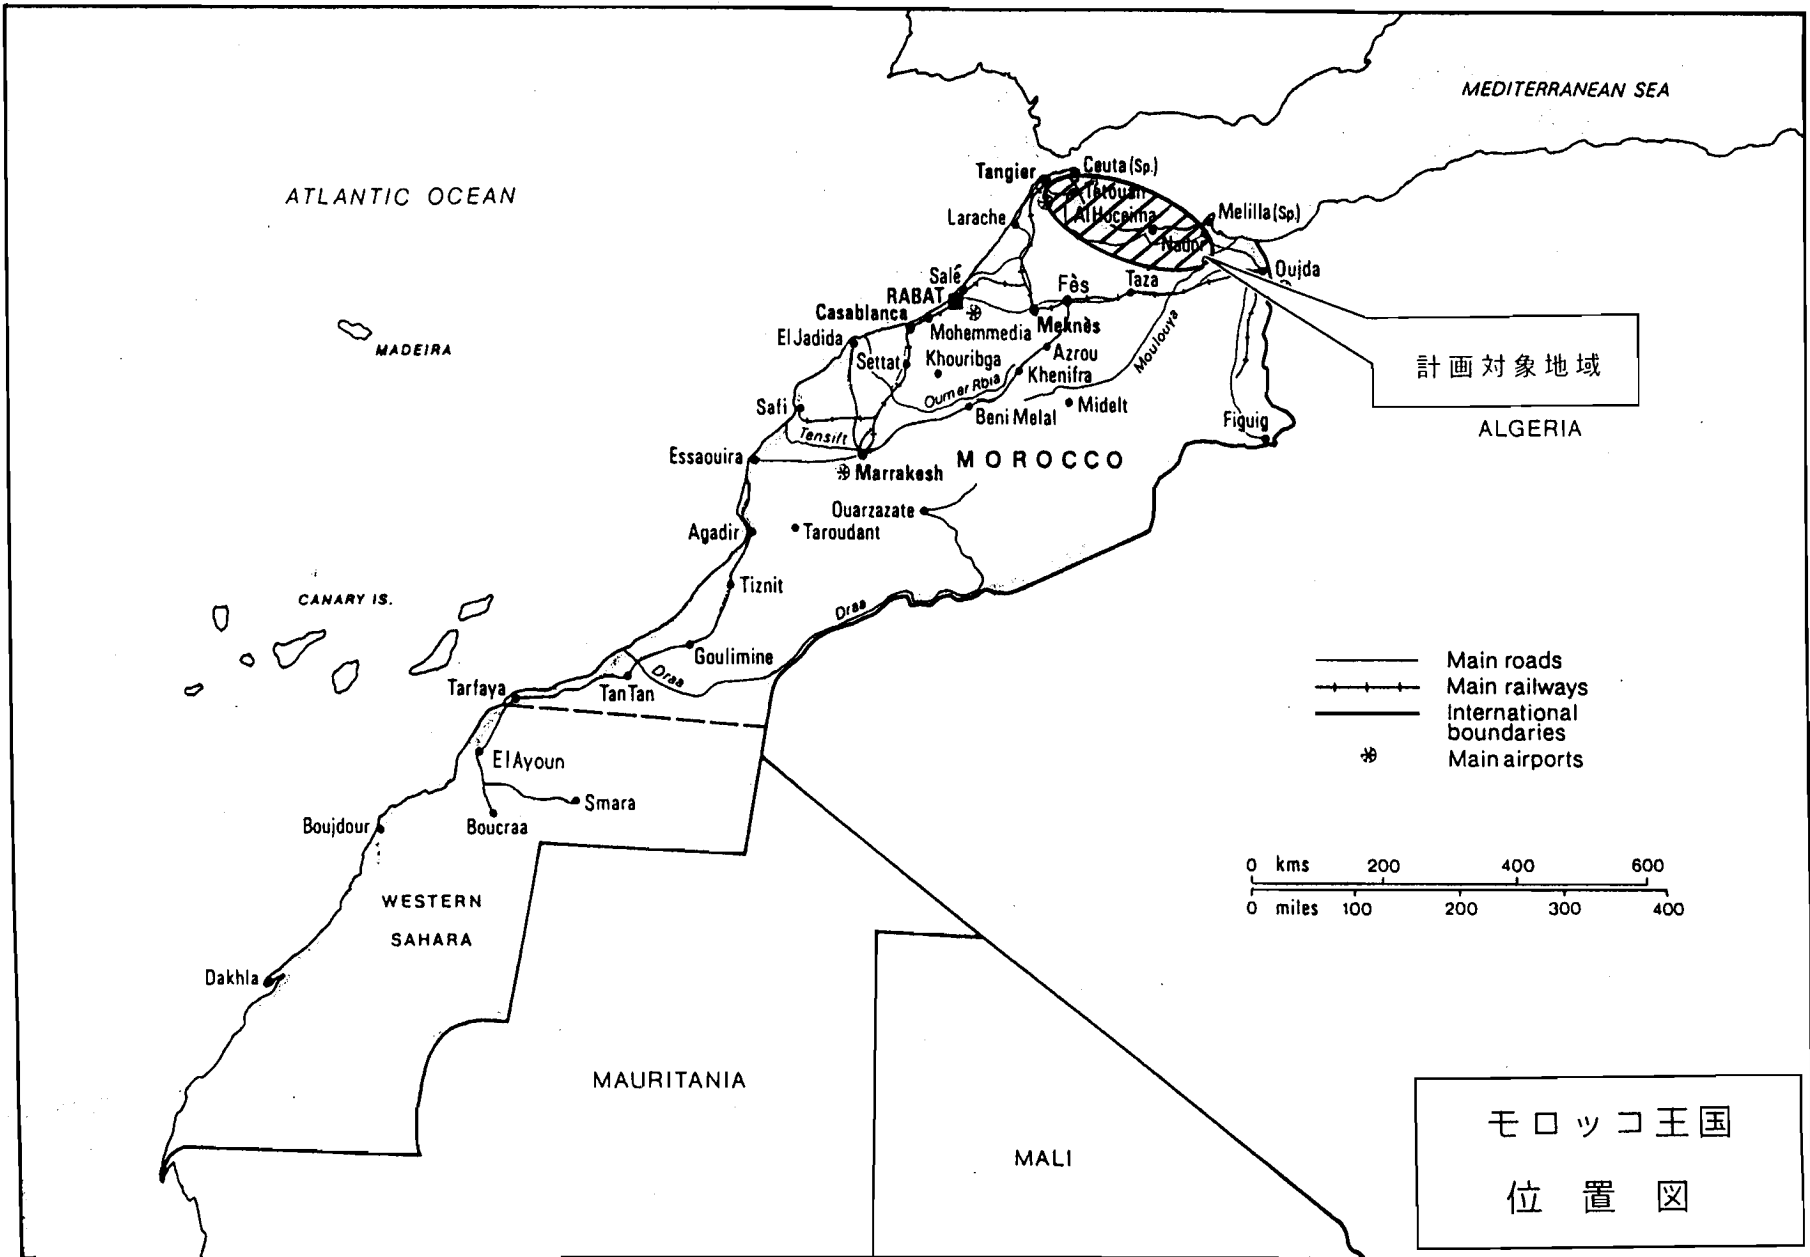 MEDITERRANEAN SEA
ATLANTIC OCEAN
Tangier
Ceuta (Sp.)
Tetouan
Al Hoceima
Larache
Melilla (Sp.)
Nador
Oujda
Salé
RABAT
Fès
Taza
Casablanca
Mohemmedia
Meknès
El Jadida
Settat
Khouribga
Azrou
Khenifra
Moulouya
MADEIRA
計画対象地域
Safi
Oum er Rbia
Beni Melal
Midelt
Figuig
ALGERIA
Tensift
Essaouira
Marrakesh
MOROCCO
Ouarzazate
Agadir
Taroudant
Tiznit
CANARY IS.
Draa
Goulimine
Draa
Tarfaya
Tan Tan
Main roads
Main railways
International
boundaries
Main airports
El Ayoun
Smara
Boujdour
Boucraa
0 kms 200 400 600
0 miles 100 200 300 400
WESTERN
SAHARA
Dakhla
MAURITANIA
MALI
モロッコ王国
位置図